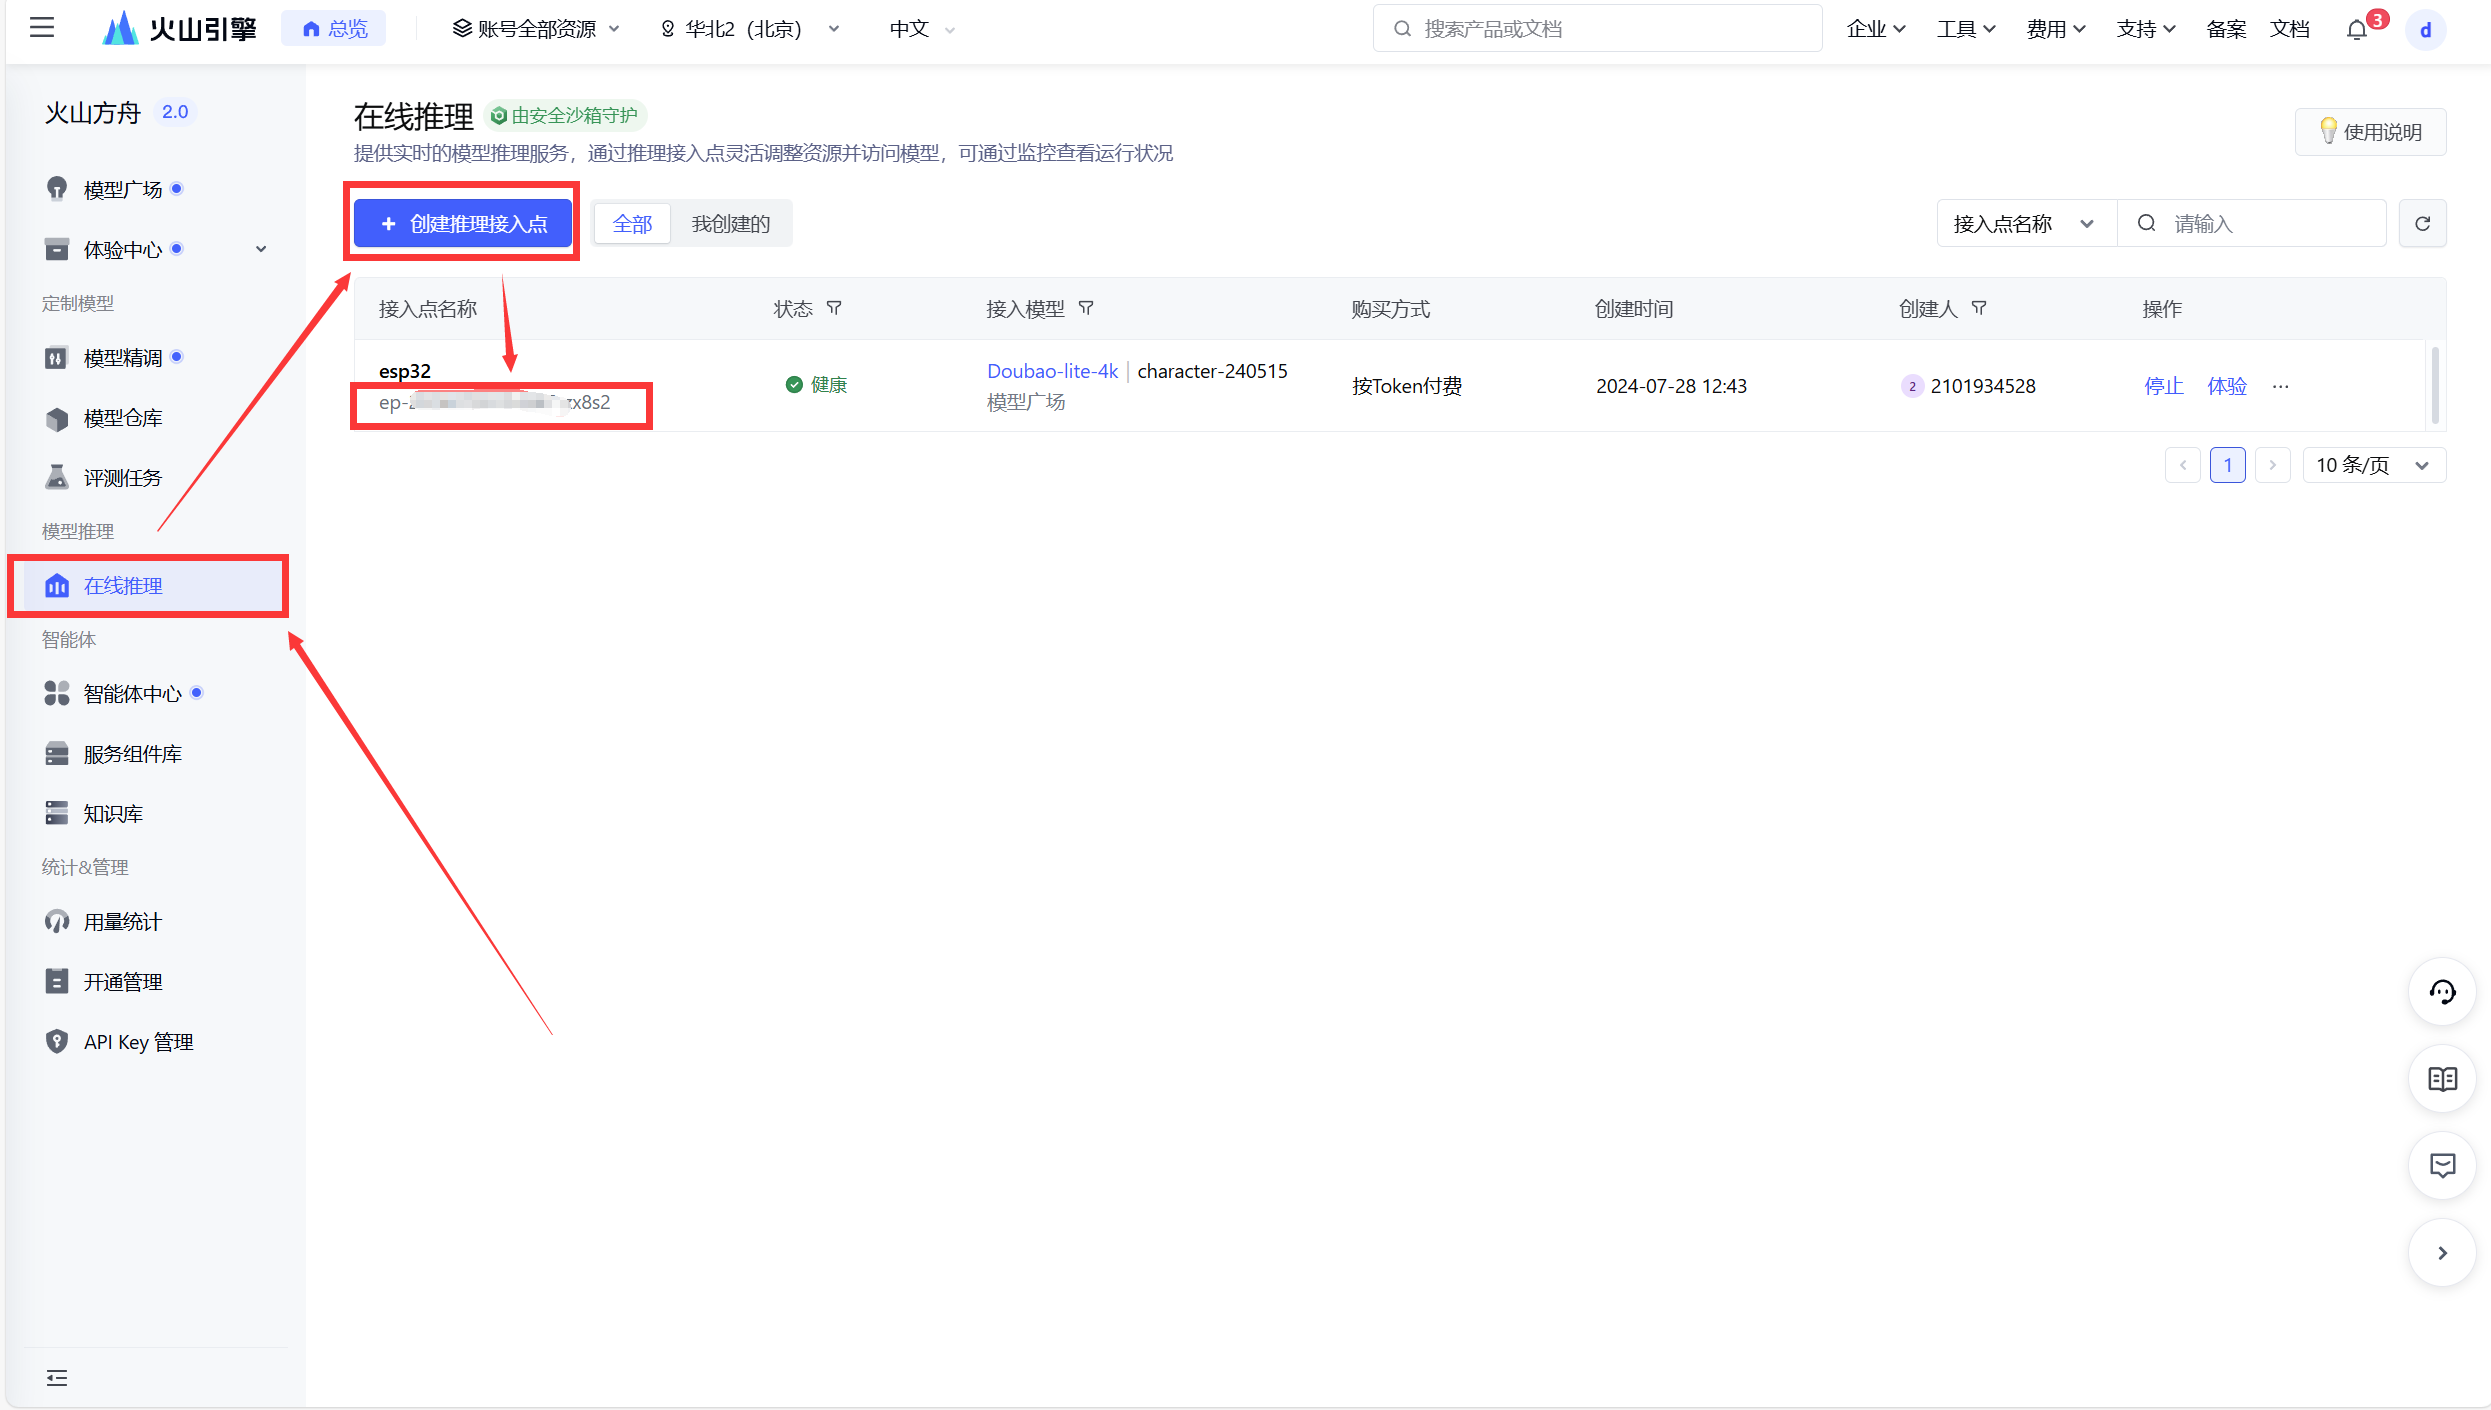 火山引擎
总览
账号全部资源
华北2（北京）
中文
搜索产品或文档
企业
工具
费用
支持
备案
文档
3
d
火山方舟 2.0
模型广场
体验中心
定制模型
模型精调
模型仓库
评测任务
模型推理
在线推理
智能体
智能体中心
服务组件库
知识库
统计&管理
用量统计
开通管理
API Key 管理
在线推理 由安全沙箱守护
提供实时的模型推理服务，通过推理接入点灵活调整资源并访问模型，可通过监控查看运行状况
使用说明
+ 创建推理接入点
全部 我创建的
接入点名称 请输入
接入点名称 状态 接入模型 购买方式 创建时间 创建人 操作
esp32
ep- zx8s2
健康
Doubao-lite-4k | character-240515
模型广场
按Token付费
2024-07-28 12:43
2 2101934528
停止 体验 ···
1
10 条/页